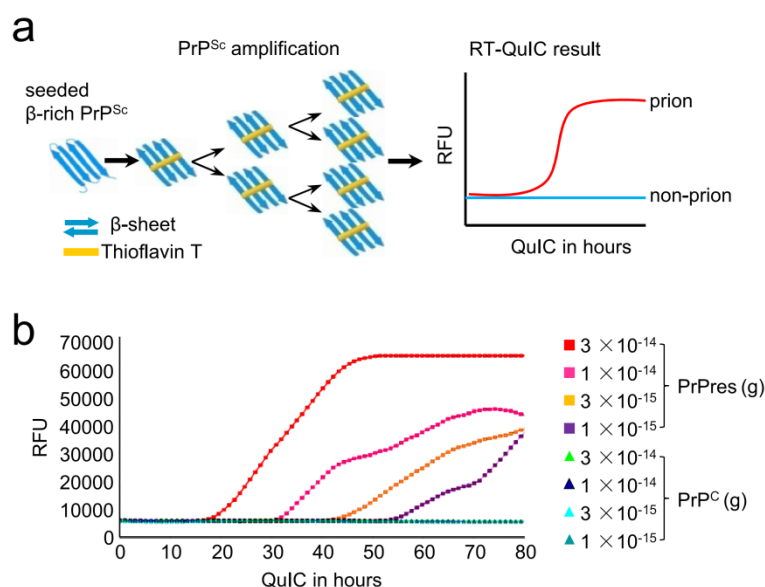 a
PrPSc amplification
RT-QuIC result
seeded
β-rich PrPSc
β-sheet
Thioflavin T
RFU
prion
non-prion
QuIC in hours
b
70000
60000
50000
40000
30000
20000
10000
0
RFU
0 10 20 30 40 50 60 70 80
QuIC in hours
3 ×10-14
1 ×10-14
3 ×10-15
1 ×10-15
PrPres (g)
3 ×10-14
1 ×10-14
3 ×10-15
1 ×10-15
PrPC (g)